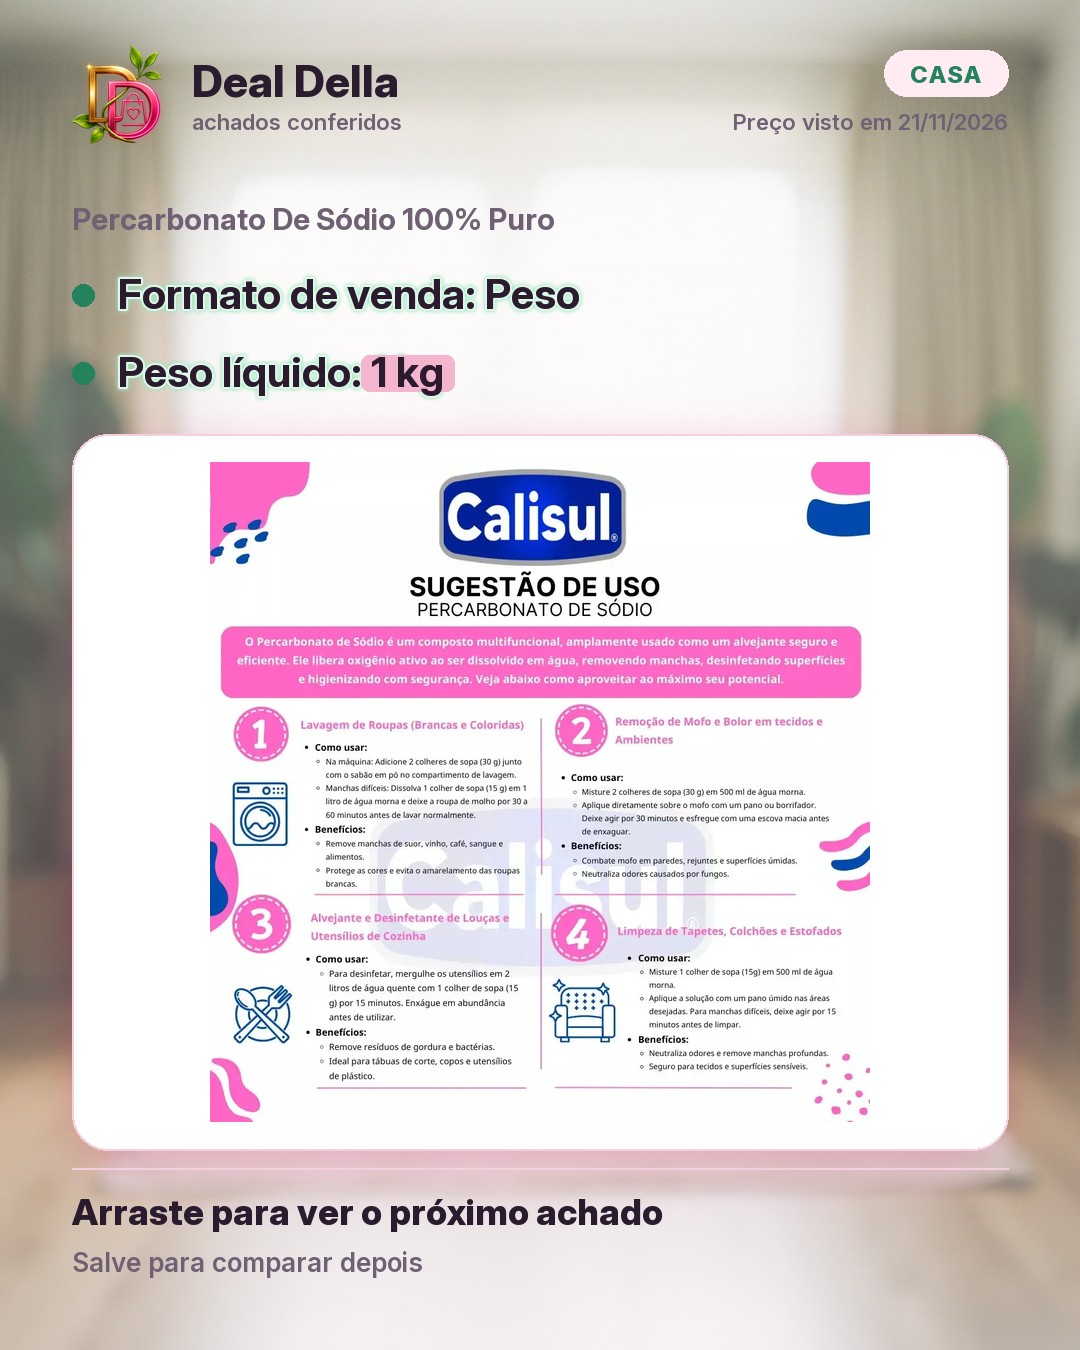 Deal Della
achados conferidos
CASA
Preço visto em 21/11/2026
Percarbonato De Sódio 100% Puro
Formato de venda: Peso
Peso líquido: 1 kg
Calisul®
SUGESTÃO DE USO
PERCARBONATO DE SÓDIO
O Percarbonato de Sódio é um composto multifuncional, amplamente usado como um alvejante seguro e
eficiente. Ele libera oxigênio ativo ao ser dissolvido em água, removendo manchas, desinfetando superfícies
e higienizando com segurança. Veja abaixo como aproveitar ao máximo seu potencial.
1
Lavagem de Roupas (Brancas e Coloridas)
Como usar:
Na máquina: Adicione 2 colheres de sopa (30 g) junto
com o sabão em pó no compartimento de lavagem.
Manchas difíceis: Dissolva 1 colher de sopa (15 g) em 1
litro de água morna e deixe a roupa de molho por 30 a
60 minutos antes de lavar normalmente.
Benefícios:
Remove manchas de suor, vinho, café, sangue e
alimentos.
Protege as cores e evita o amarelamento das roupas
brancas.
2
Remoção de Mofo e Bolor em tecidos e
Ambientes
Como usar:
Misture 2 colheres de sopa (30 g) em 500 ml de água morna.
Aplique diretamente sobre o mofo com um pano ou borrifador.
Deixe agir por 30 minutos e esfregue com uma escova macia antes
de enxaguar.
Benefícios:
Combate mofo em paredes, rejuntes e superfícies úmidas.
Neutraliza odores causados por fungos.
3
Alvejante e Desinfetante de Louças e
Utensílios de Cozinha
Como usar:
Para desinfetar, mergulhe os utensílios em 2
litros de água quente com 1 colher de sopa (15
g) por 15 minutos. Enxágue em abundância
antes de utilizar.
Benefícios:
Remove resíduos de gordura e bactérias.
Ideal para tábuas de corte, copos e utensílios
de plástico.
4
Limpeza de Tapetes, Colchões e Estofados
Como usar:
Misture 1 colher de sopa (15g) em 500 ml de água
morna.
Aplique a solução com um pano úmido nas áreas
desejadas. Para manchas difíceis, deixe agir por 15
minutos antes de limpar.
Benefícios:
Neutraliza odores e remove manchas profundas.
Seguro para tecidos e superfícies sensíveis.
Calisul®
Arraste para ver o próximo achado
Salve para comparar depois